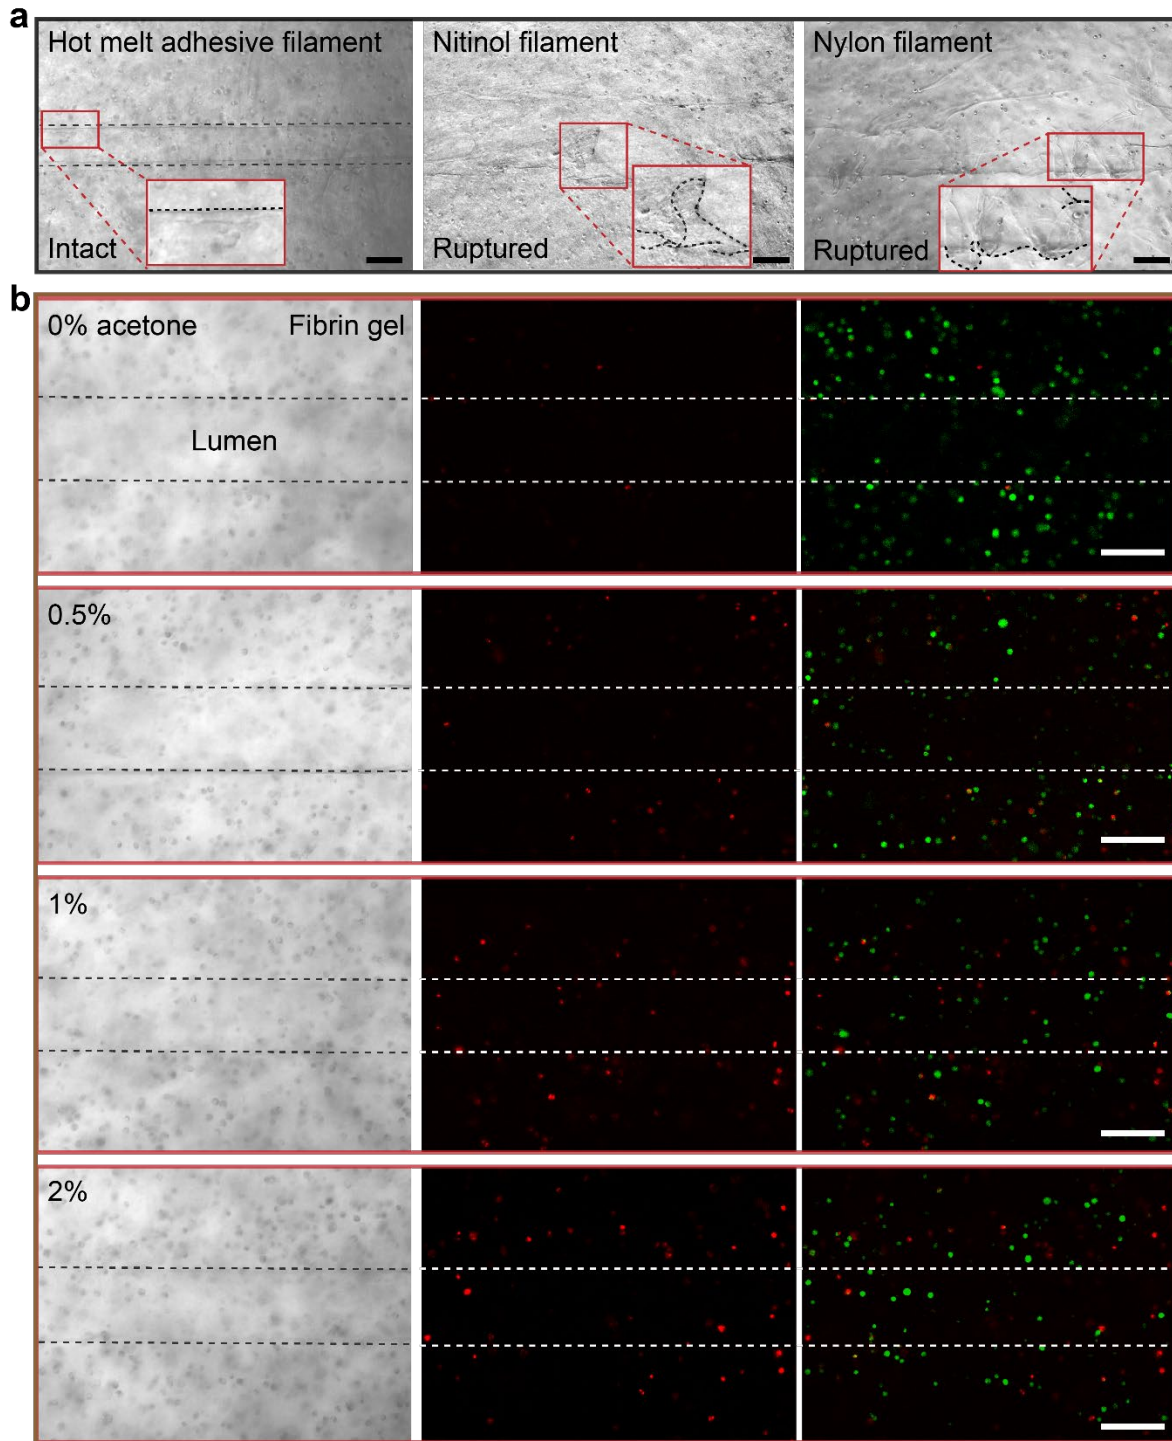 a
Hot melt adhesive filament
Nitinol filament
Nylon filament
Intact
Ruptured
Ruptured
b
0% acetone
Fibrin gel
Lumen
0.5%
1%
2%